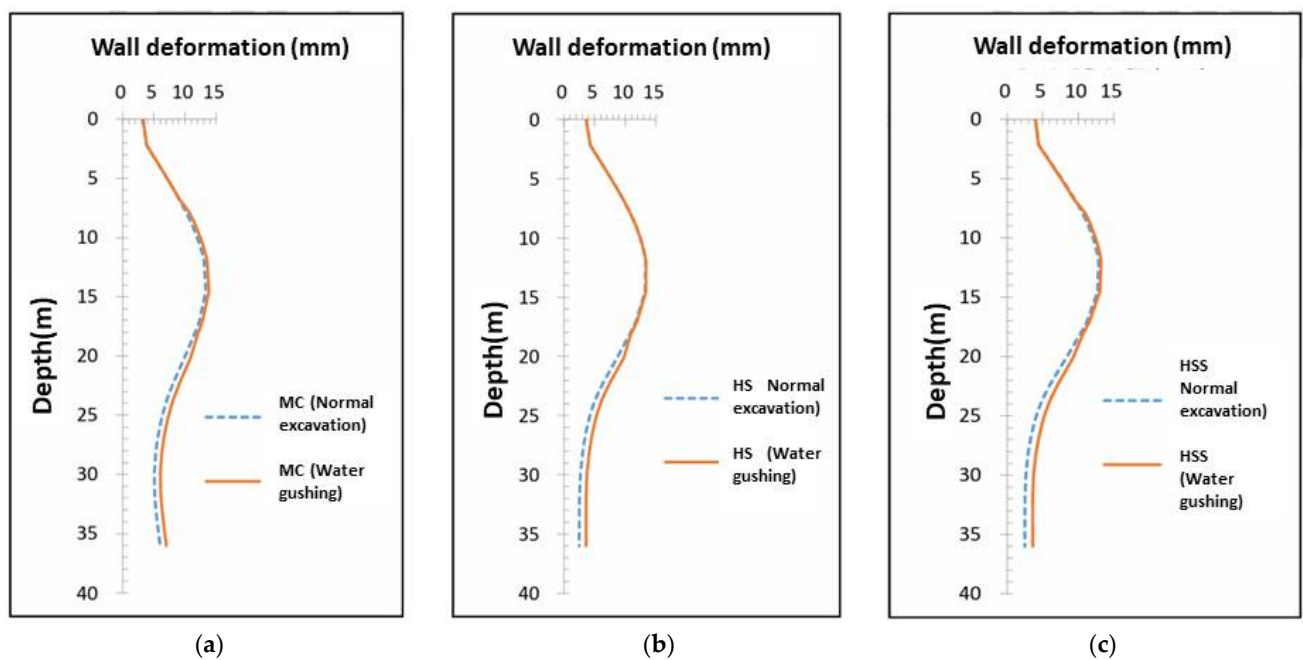 Wall deformation (mm)
0 5 10 15
0
5
10
15
20
25
30
35
40
Depth(m)
MC (Normal
excavation)
MC (Water
gushing)
(a)
Wall deformation (mm)
0 5 10 15
0
5
10
15
20
25
30
35
40
Depth(m)
HS Normal
excavation)
HS (Water
gushing)
(b)
Wall deformation (mm)
0 5 10 15
0
5
10
15
20
25
30
35
40
Depth(m)
HSS
Normal
excavation)
HSS
(Water
gushing)
(c)